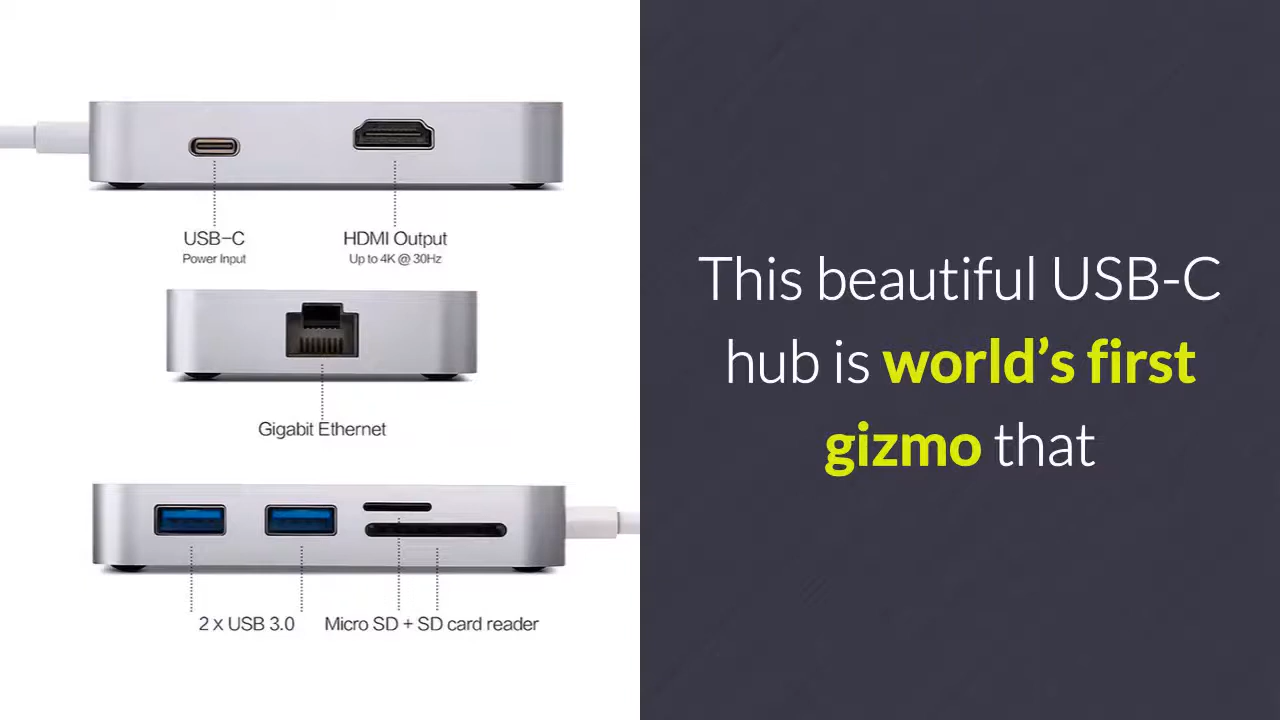 USB-C
Power Input
HDMI Output
Up to 4K @ 30Hz
Gigabit Ethernet
2 x USB 3.0
Micro SD + SD card reader
This beautiful USB-C
hub is world's first
gizmo that